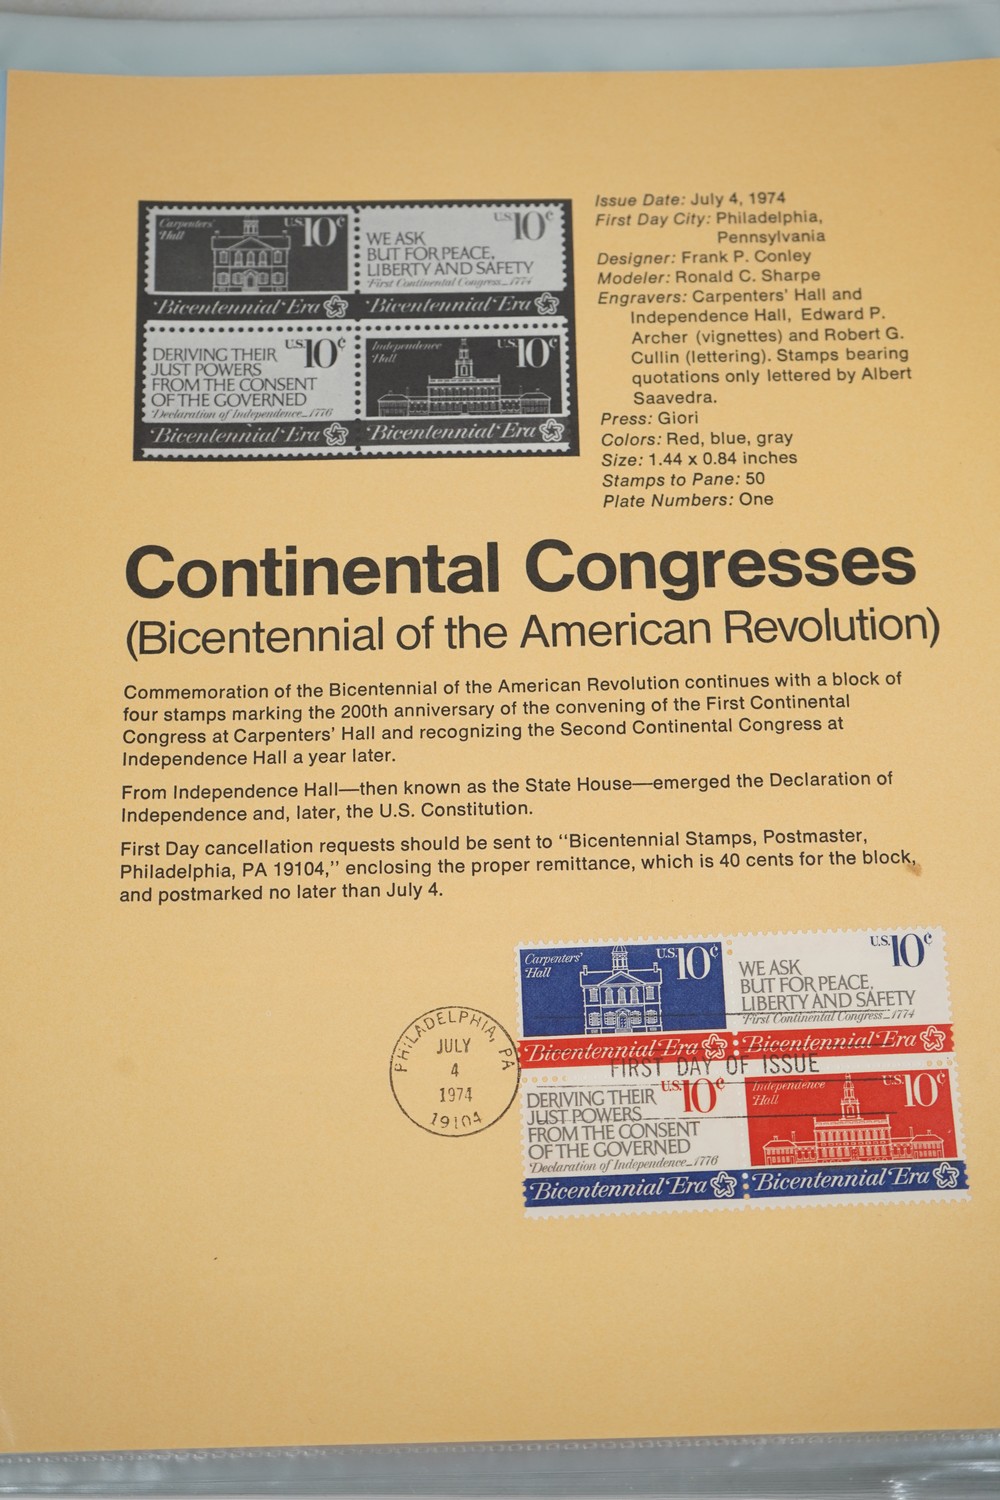 Carpenters'
Hall
U.S. 10¢
U.S. 10¢
WE ASK
BUT FOR PEACE,
LIBERTY AND SAFETY
First Continental Congress_1774
Bicentennial Era
Bicentennial Era
U.S. 10¢
DERIVING THEIR
JUST POWERS
FROM THE CONSENT
OF THE GOVERNED
Declaration of Independence_1776
Independence
Hall
U.S. 10¢
Bicentennial Era
Bicentennial Era
Issue Date: July 4, 1974
First Day City: Philadelphia,
Pennsylvania
Designer: Frank P. Conley
Modeler: Ronald C. Sharpe
Engravers: Carpenters' Hall and
Independence Hall, Edward P.
Archer (vignettes) and Robert G.
Cullin (lettering). Stamps bearing
quotations only lettered by Albert
Saavedra.
Press: Giori
Colors: Red, blue, gray
Size: 1.44 x 0.84 inches
Stamps to Pane: 50
Plate Numbers: One
Continental Congresses
(Bicentennial of the American Revolution)
Commemoration of the Bicentennial of the American Revolution continues with a block of
four stamps marking the 200th anniversary of the convening of the First Continental
Congress at Carpenters' Hall and recognizing the Second Continental Congress at
Independence Hall a year later.
From Independence Hall—then known as the State House—emerged the Declaration of
Independence and, later, the U.S. Constitution.
First Day cancellation requests should be sent to "Bicentennial Stamps, Postmaster,
Philadelphia, PA 19104," enclosing the proper remittance, which is 40 cents for the block,
and postmarked no later than July 4.
PHILADELPHIA, PA
JULY
4
1974
19104
Carpenters'
Hall
U.S. 10¢
U.S. 10¢
WE ASK
BUT FOR PEACE,
LIBERTY AND SAFETY
First Continental Congress_1774
Bicentennial Era
Bicentennial Era
FIRST DAY OF ISSUE
U.S. 10¢
DERIVING THEIR
JUST POWERS
FROM THE CONSENT
OF THE GOVERNED
Declaration of Independence_1776
Independence
Hall
U.S. 10¢
Bicentennial Era
Bicentennial Era